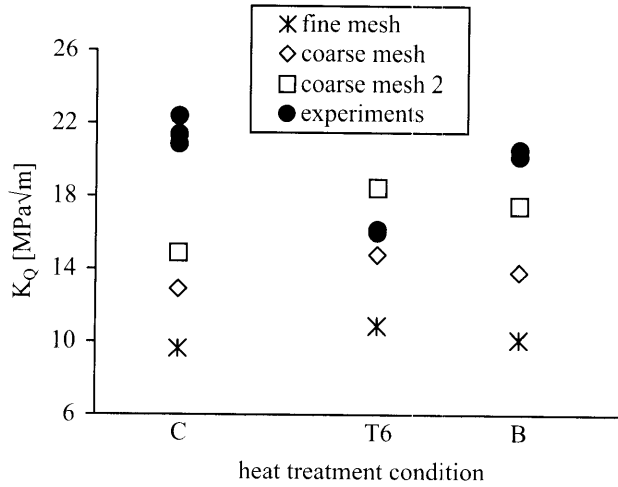 fine mesh
coarse mesh
coarse mesh 2
experiments
26
22
18
14
10
6
K_Q [MPa√m]
C T6 B
heat treatment condition